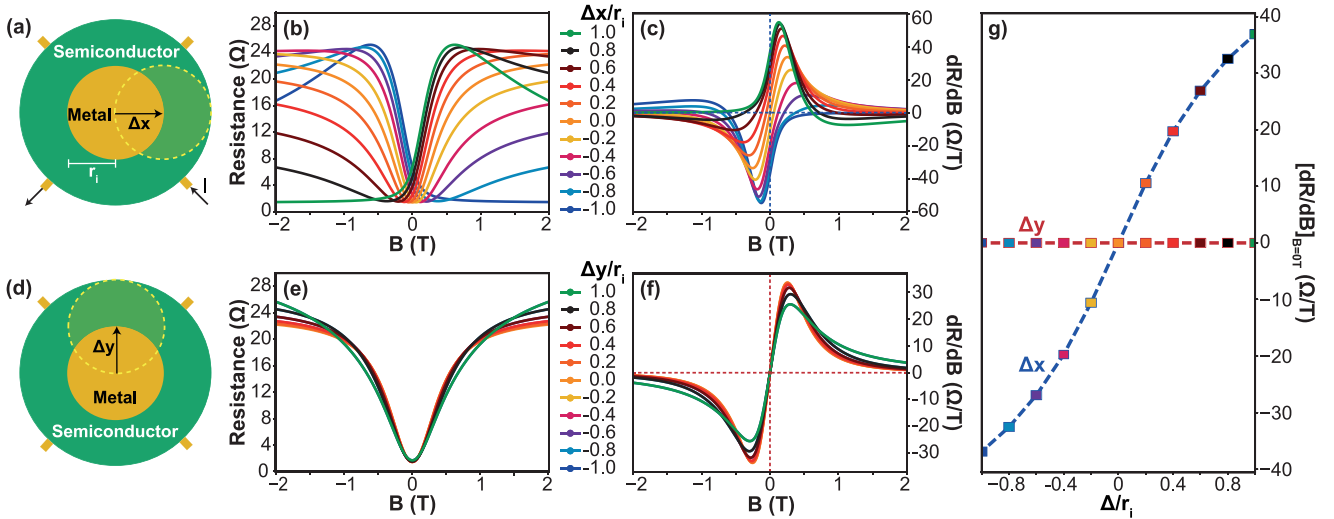 (a)
Semiconductor
Metal
Δx
r_i
I
(b)
Resistance (Ω)
28
24
20
16
12
8
4
0
−2
−1
0
1
2
B (T)
Δx/r_i
1.0
0.8
0.6
0.4
0.2
0.0
-0.2
-0.4
-0.6
-0.8
-1.0
(c)
60
40
20
0
−20
−40
−60
dR/dB (Ω/T)
−2
−1
0
1
2
B (T)
(d)
Δy
Metal
Semiconductor
(e)
Resistance (Ω)
28
24
20
16
12
8
4
0
−2
−1
0
1
2
B (T)
Δy/r_i
1.0
0.8
0.6
0.4
0.2
0.0
-0.2
-0.4
-0.6
-0.8
-1.0
(f)
30
20
10
0
−10
−20
−30
dR/dB (Ω/T)
−2
−1
0
1
2
B (T)
g)
Δy
Δx
40
30
20
10
0
−10
−20
−30
−40
[dR/dB]_B=0T (Ω/T)
-0.8
-0.4
0
0.4
0.8
Δ/r_i